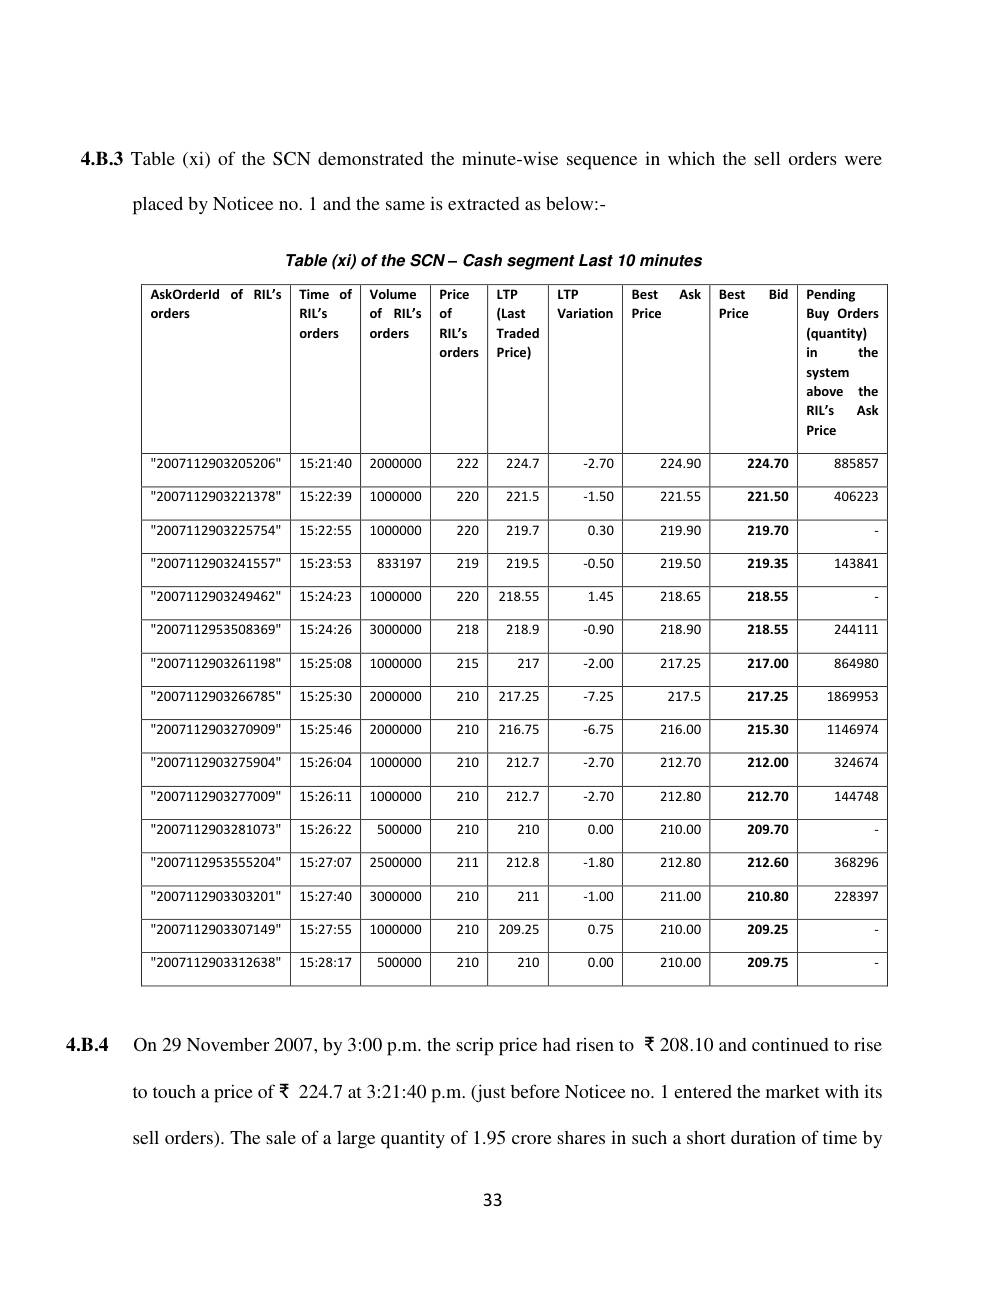 4.B.3 Table (xi) of the SCN demonstrated the minute-wise sequence in which the sell orders were
placed by Noticee no. 1 and the same is extracted as below:-
Table (xi) of the SCN – Cash segment Last 10 minutes
AskOrderId of RIL’s orders | Time of RIL’s orders | Volume of RIL’s orders | Price of RIL’s orders | LTP (Last Traded Price) | LTP Variation | Best Ask Price | Best Bid Price | Pending Buy Orders (quantity) in the system above the RIL’s Ask Price
"2007112903205206" 15:21:40 2000000 222 224.7 -2.70 224.90 224.70 885857
"2007112903221378" 15:22:39 1000000 220 221.5 -1.50 221.55 221.50 406223
"2007112903225754" 15:22:55 1000000 220 219.7 0.30 219.90 219.70 -
"2007112903241557" 15:23:53 833197 219 219.5 -0.50 219.50 219.35 143841
"2007112903249462" 15:24:23 1000000 220 218.55 1.45 218.65 218.55 -
"2007112953508369" 15:24:26 3000000 218 218.9 -0.90 218.90 218.55 244111
"2007112903261198" 15:25:08 1000000 215 217 -2.00 217.25 217.00 864980
"2007112903266785" 15:25:30 2000000 210 217.25 -7.25 217.5 217.25 1869953
"2007112903270909" 15:25:46 2000000 210 216.75 -6.75 216.00 215.30 1146974
"2007112903275904" 15:26:04 1000000 210 212.7 -2.70 212.70 212.00 324674
"2007112903277009" 15:26:11 1000000 210 212.7 -2.70 212.80 212.70 144748
"2007112903281073" 15:26:22 500000 210 210 0.00 210.00 209.70 -
"2007112953555204" 15:27:07 2500000 211 212.8 -1.80 212.80 212.60 368296
"2007112903303201" 15:27:40 3000000 210 211 -1.00 211.00 210.80 228397
"2007112903307149" 15:27:55 1000000 210 209.25 0.75 210.00 209.25 -
"2007112903312638" 15:28:17 500000 210 210 0.00 210.00 209.75 -
4.B.4 On 29 November 2007, by 3:00 p.m. the scrip price had risen to ₹ 208.10 and continued to rise
to touch a price of ₹ 224.7 at 3:21:40 p.m. (just before Noticee no. 1 entered the market with its
sell orders). The sale of a large quantity of 1.95 crore shares in such a short duration of time by
33